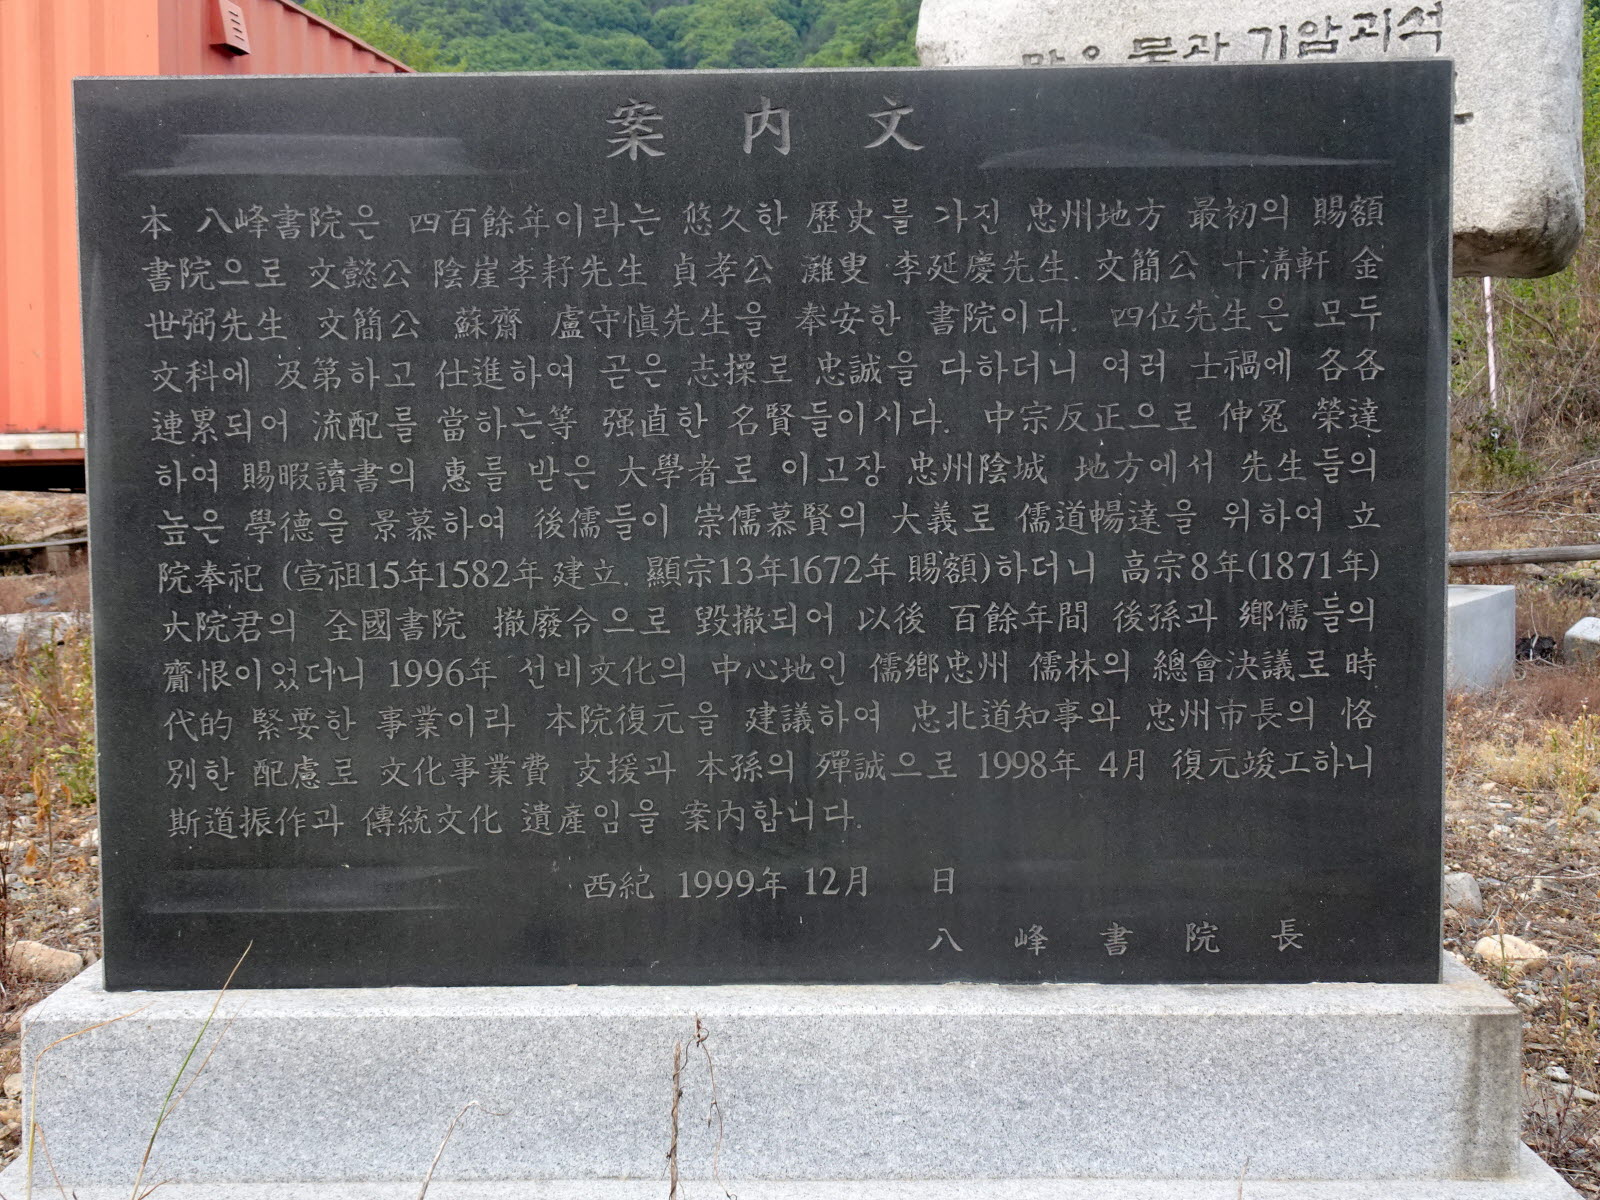 맑은 물과 기암괴석
案內文
本 八峰書院은 四百餘年이라는 悠久한 歷史를 가진 忠州地方 最初의 賜額
書院으로 文懿公 陰崖李耔先生 貞孝公 灘叟 李延慶先生. 文簡公 十淸軒 金
世弼先生 文簡公 蘇齋 盧守愼先生을 奉安한 書院이다. 四位先生은 모두
文科에 及第하고 仕進하여 곧은 志操로 忠誠을 다하더니 여러 士禍에 各各
連累되어 流配를 當하는等 强直한 名賢들이시다. 中宗反正으로 伸冤 榮達
하여 賜暇讀書의 惠를 받은 大學者로 이고장 忠州陰城 地方에서 先生들의
높은 學德을 景慕하여 後儒들이 崇儒慕賢의 大義로 儒道暢達을 위하여 立
院奉祀 (宣祖15年1582年 建立. 顯宗13年1672年 賜額)하더니 高宗8年(1871年)
大院君의 全國書院 撤廢令으로 毁撤되어 以後 百餘年間 後孫과 鄕儒들의
齎恨이었더니 1996年 선비文化의 中心地인 儒鄕忠州 儒林의 總會決議로 時
代的 緊要한 事業이라 本院復元을 建議하여 忠北道知事와 忠州市長의 恪
別한 配慮로 文化事業費 支援과 本孫의 殫誠으로 1998年 4月 復元竣工하니
斯道振作과 傳統文化 遺産임을 案內합니다.
西紀 1999年 12月 日
八峰書院長